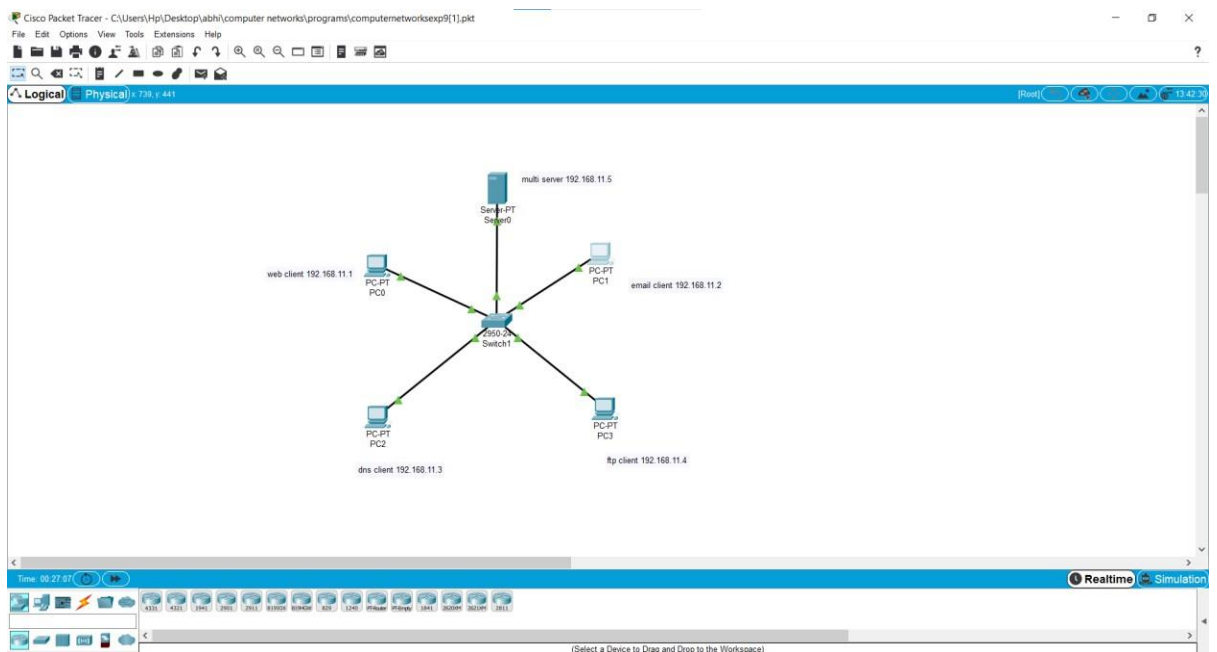 Cisco Packet Tracer - C:\Users\Hp\Desktop\abhi\computer networks\programs\computernetworksexp9[1].pkt
File Edit Options View Tools Extensions Help
?
Logical Physical x: 739, y: 441 [Root] 13:42:30
multi server 192.168.11.5
Server-PT
Server0
web client 192.168.11.1
PC-PT
PC0
PC-PT
PC1
email client 192.168.11.2
2950-24
Switch1
PC-PT
PC2
dns client 192.168.11.3
PC-PT
PC3
ftp client 192.168.11.4
Time: 00:27:07 Realtime Simulation
4331 4321 1941 2901 2911 819IOX 819HGW 829 1240 PT-Router PT-Empty 1841 2620XM 2621XM 2811
(Select a Device to Drag and Drop to the Workspace)